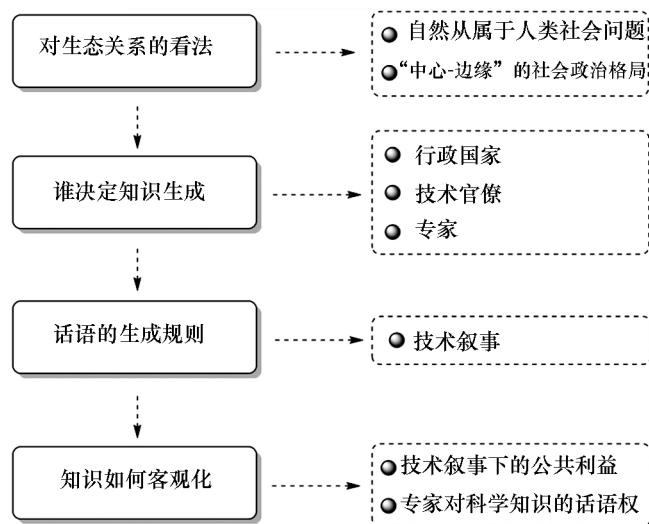 对生态关系的看法
自然从属于人类社会问题
“中心-边缘”的社会政治格局
谁决定知识生成
行政国家
技术官僚
专家
话语的生成规则
技术叙事
知识如何客观化
技术叙事下的公共利益
专家对科学知识的话语权